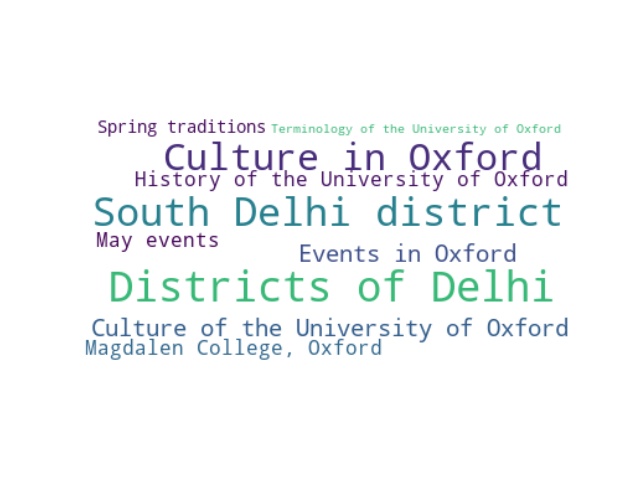 Spring traditions
Terminology of the University of Oxford
Culture in Oxford
History of the University of Oxford
South Delhi district
May events
Events in Oxford
Districts of Delhi
Culture of the University of Oxford
Magdalen College, Oxford